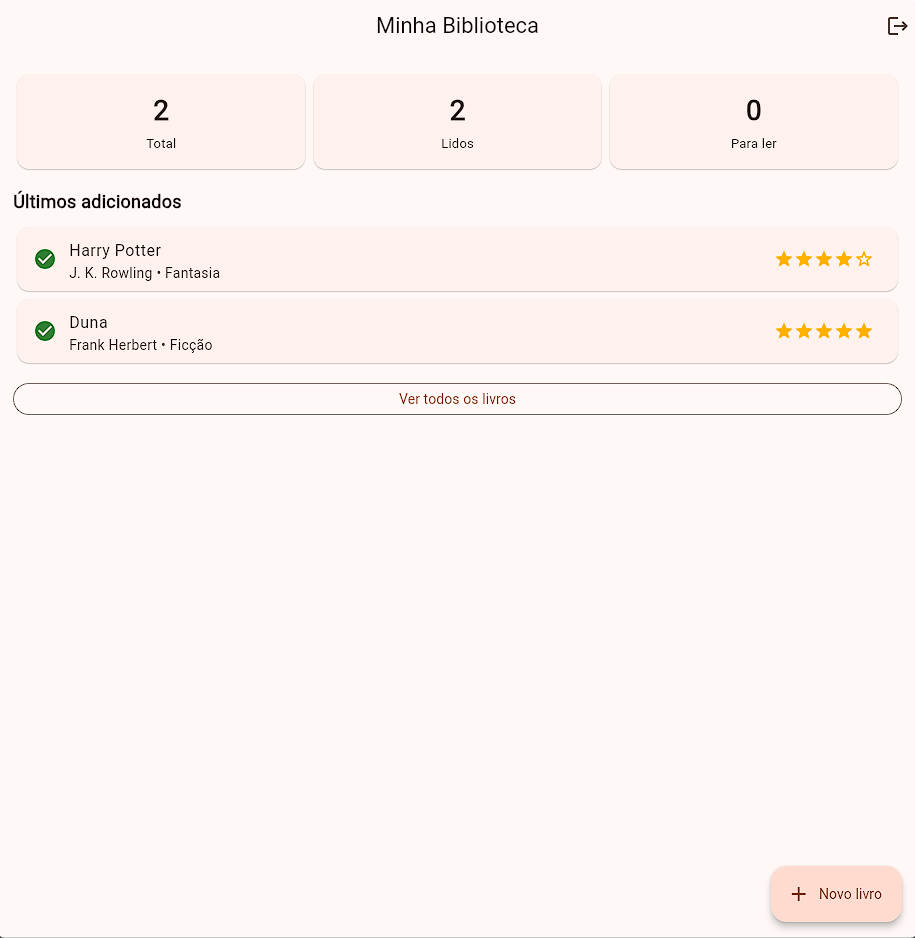 Minha Biblioteca
2
Total
2
Lidos
0
Para ler
Últimos adicionados
Harry Potter
J. K. Rowling • Fantasia
Duna
Frank Herbert • Ficção
Ver todos os livros
Novo livro